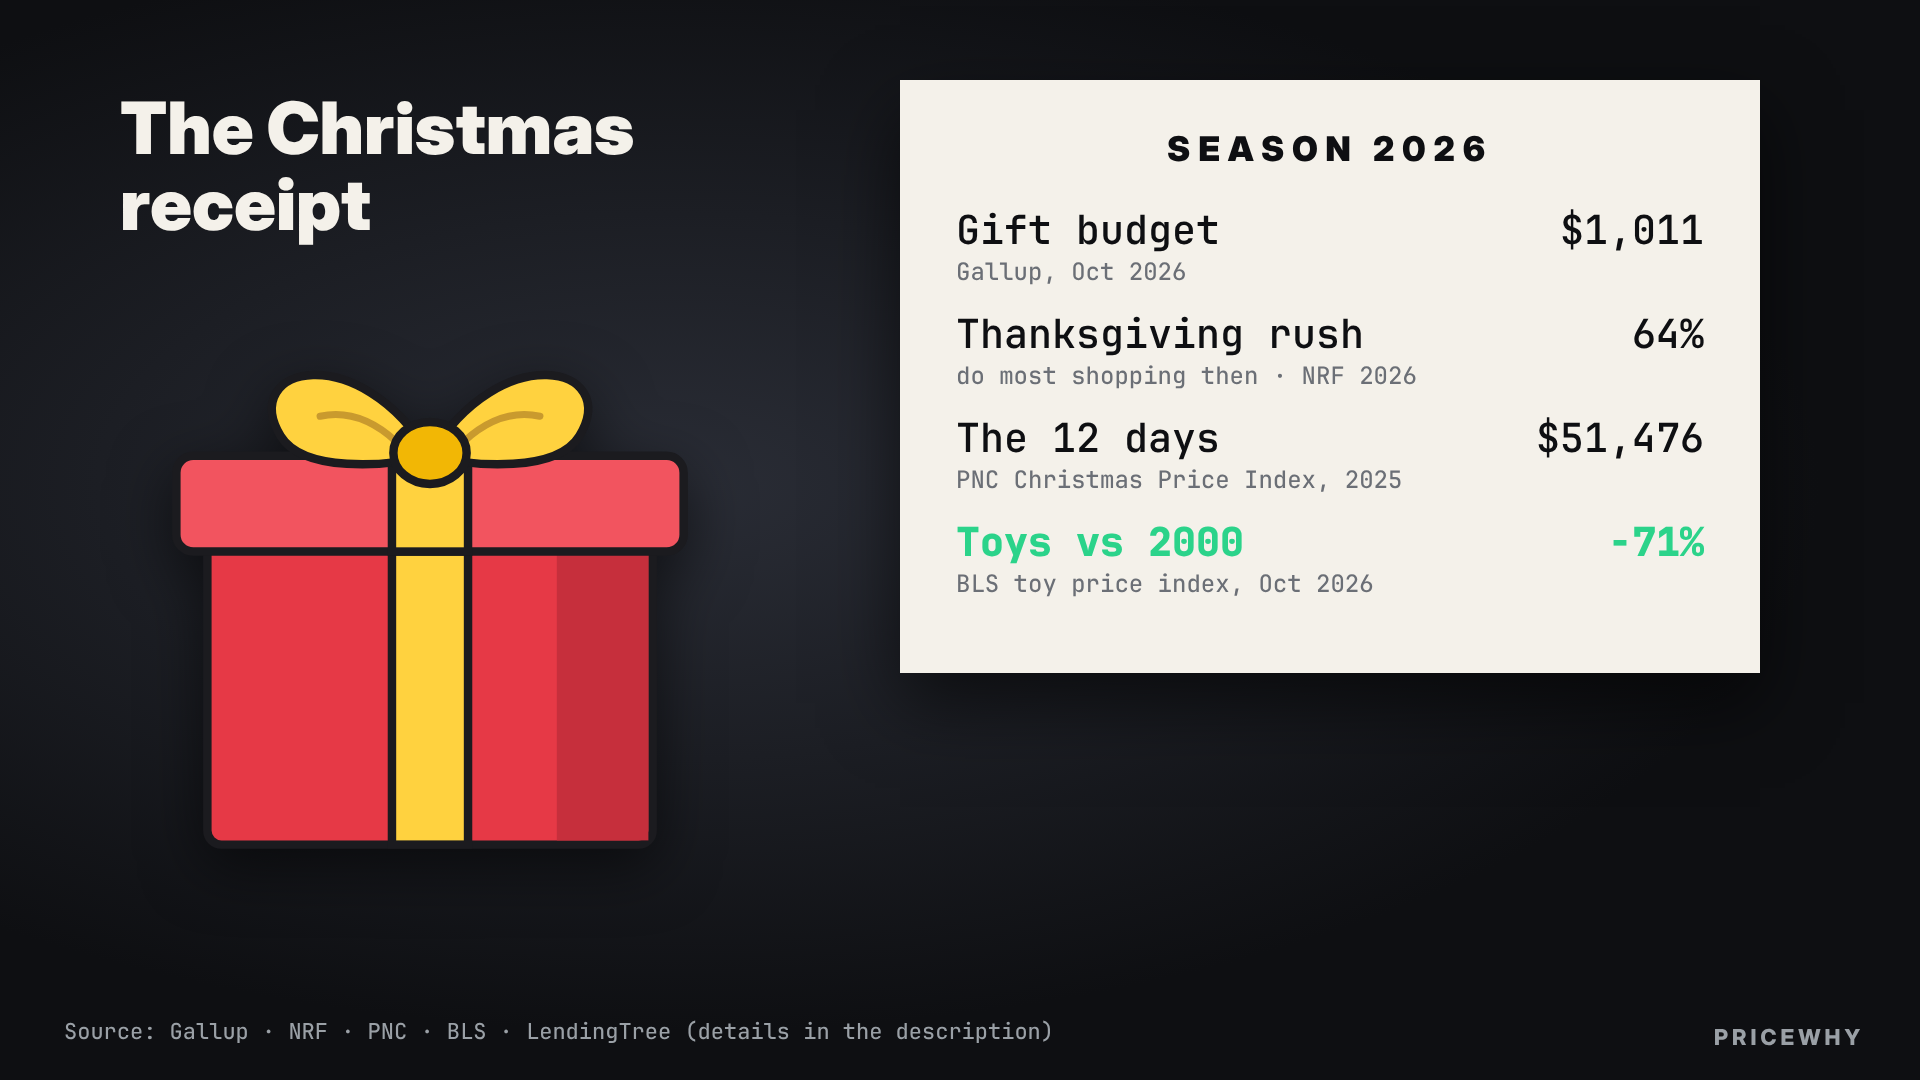 The Christmas
receipt
SEASON 2026
Gift budget $1,011
Gallup, Oct 2026
Thanksgiving rush 64%
do most shopping then · NRF 2026
The 12 days $51,476
PNC Christmas Price Index, 2025
Toys vs 2000 -71%
BLS toy price index, Oct 2026
Source: Gallup · NRF · PNC · BLS · LendingTree (details in the description)
PRICEWHY